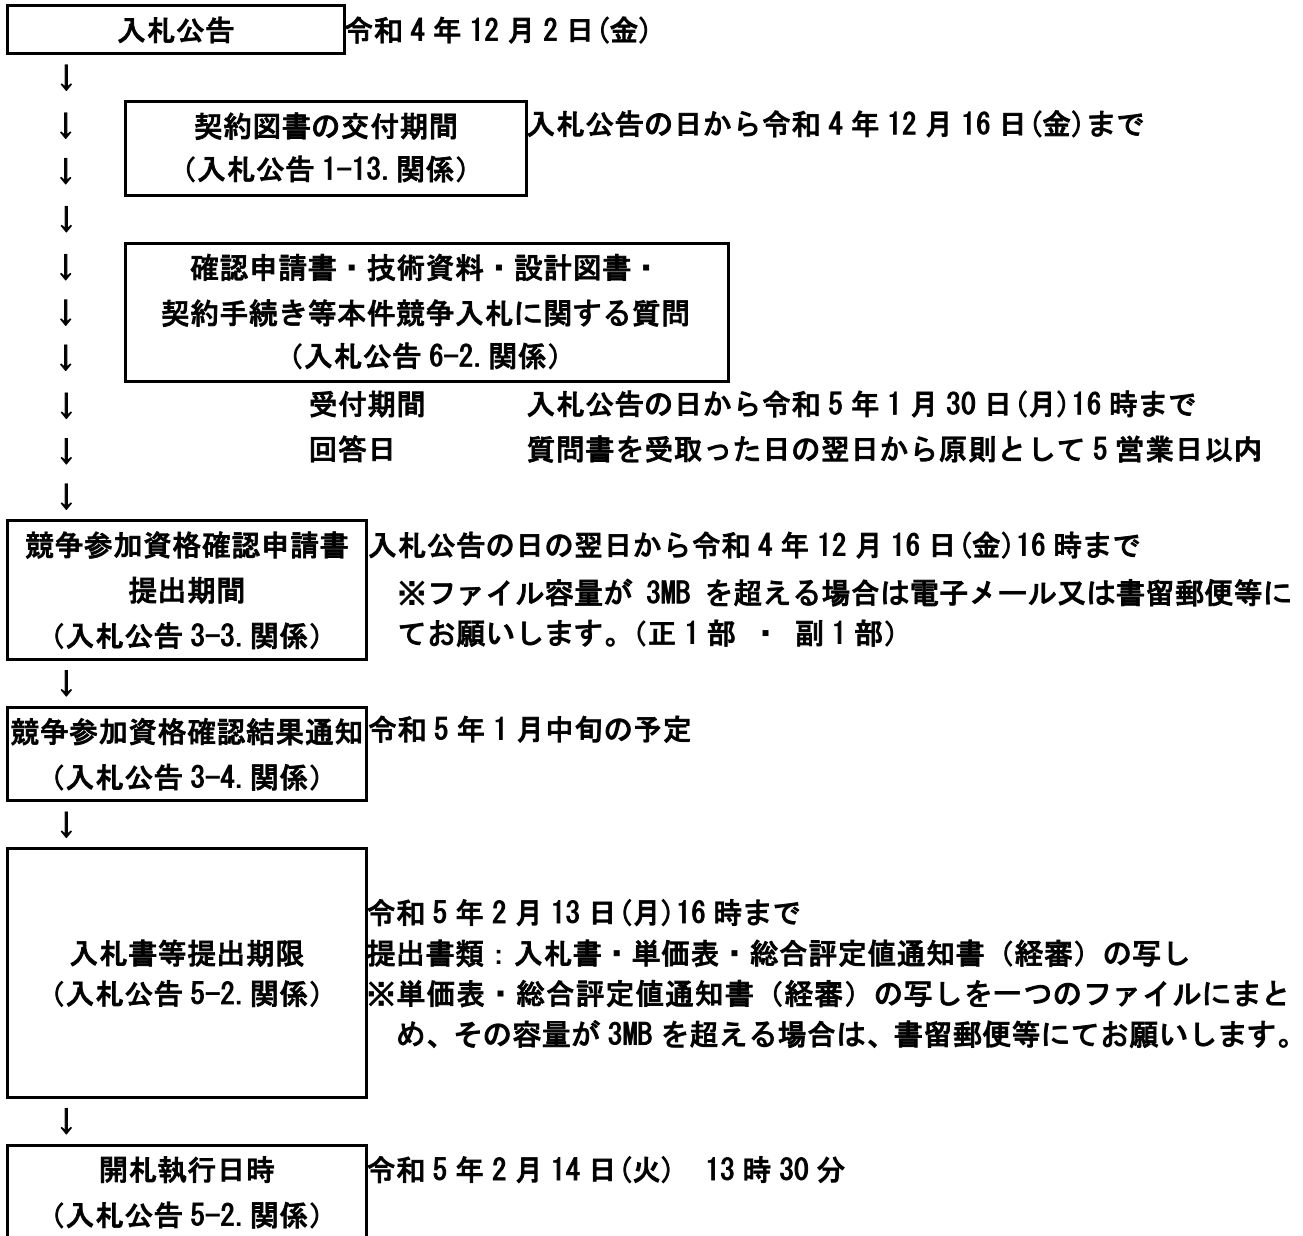 入札公告 令和4年12月2日(金)
↓
↓ 契約図書の交付期間 入札公告の日から令和4年12月16日(金)まで
↓ (入札公告1-13.関係)
↓
↓ 確認申請書・技術資料・設計図書・
↓ 契約手続き等本件競争入札に関する質問
↓ (入札公告6-2.関係)
↓ 受付期間 入札公告の日から令和5年1月30日(月)16時まで
↓ 回答日 質問書を受取った日の翌日から原則として5営業日以内
↓
競争参加資格確認申請書 入札公告の日の翌日から令和4年12月16日(金)16時まで
提出期間 ※ファイル容量が 3MB を超える場合は電子メール又は書留郵便等に
(入札公告3-3.関係) てお願いします。(正1部 ・ 副1部)
↓
競争参加資格確認結果通知 令和5年1月中旬の予定
(入札公告3-4.関係)
↓
令和5年2月13日(月)16時まで
入札書等提出期限 提出書類:入札書・単価表・総合評定値通知書(経審)の写し
(入札公告5-2.関係) ※単価表・総合評定値通知書(経審)の写しを一つのファイルにまと
め、その容量が3MBを超える場合は、書留郵便等にてお願いします。
↓
開札執行日時 令和5年2月14日(火) 13時30分
(入札公告5-2.関係)